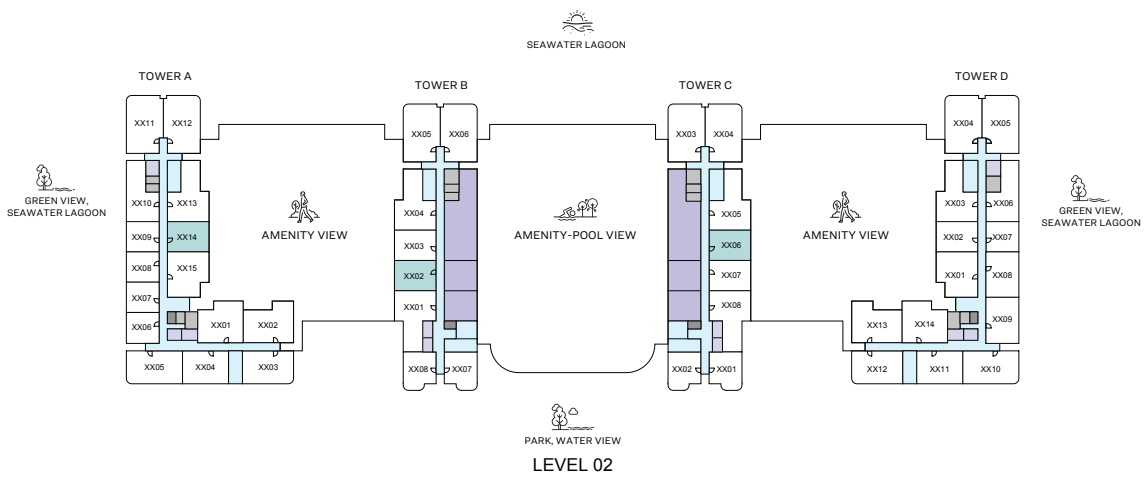 SEAWATER LAGOON
TOWER A
TOWER B
TOWER C
TOWER D
XX11
XX12
XX05
XX06
XX03
XX04
XX04
XX05
GREEN VIEW,
SEAWATER LAGOON
XX10
XX13
XX09
XX14
XX08
XX15
XX07
XX06
XX01
XX02
XX05
XX04
XX03
AMENITY VIEW
XX04
XX03
XX02
XX01
XX08
XX07
AMENITY-POOL VIEW
XX05
XX06
XX07
XX08
XX02
XX01
AMENITY VIEW
XX03
XX06
XX02
XX07
XX01
XX08
XX09
XX13
XX14
XX12
XX11
XX10
GREEN VIEW,
SEAWATER LAGOON
PARK, WATER VIEW
LEVEL 02